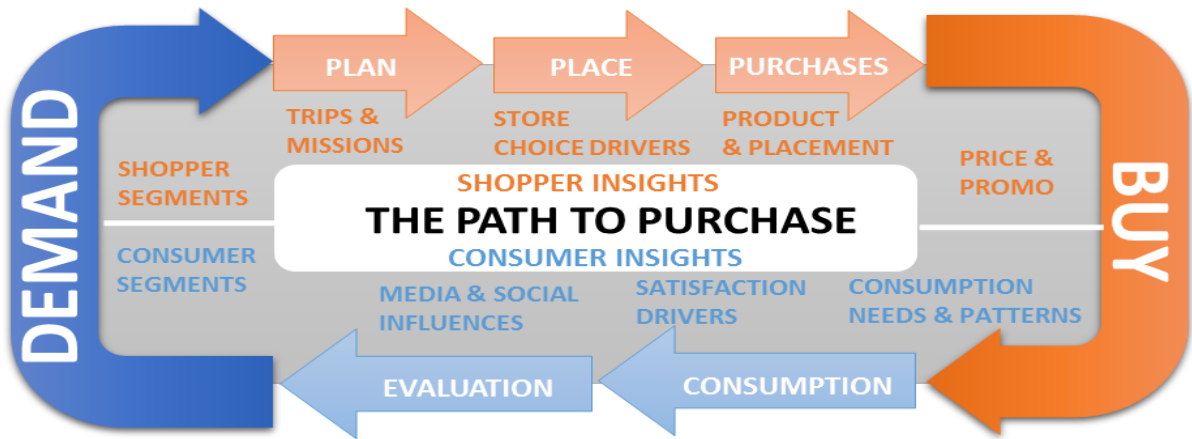 DEMAND
PLAN
PLACE
PURCHASES
TRIPS &
MISSIONS
STORE
CHOICE DRIVERS
PRODUCT
& PLACEMENT
SHOPPER
SEGMENTS
PRICE &
PROMO
SHOPPER INSIGHTS
THE PATH TO PURCHASE
CONSUMER INSIGHTS
CONSUMER
SEGMENTS
MEDIA & SOCIAL
INFLUENCES
SATISFACTION
DRIVERS
CONSUMPTION
NEEDS & PATTERNS
EVALUATION
CONSUMPTION
BUY